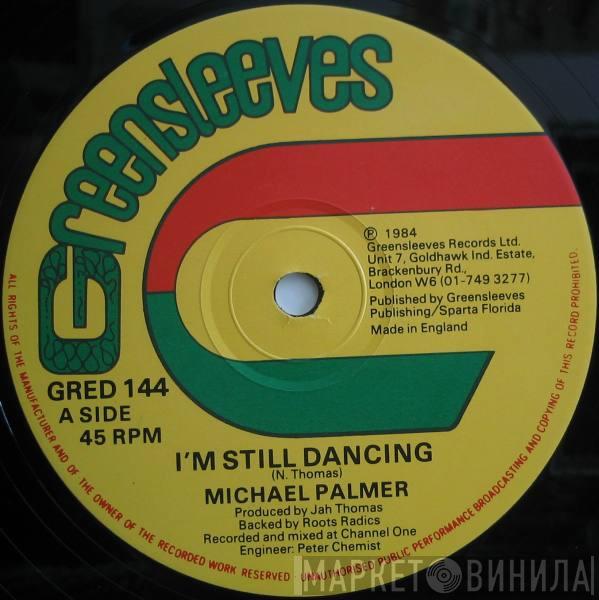 Greensleeves
℗ 1984
Greensleeves Records Ltd.
Unit 7, Goldhawk Ind. Estate,
Brackenbury Rd.,
London W6 (01-749 3277)
Published by Greensleeves
Publishing/Sparta Florida
Made in England
GRED 144
A SIDE
45 RPM
I'M STILL DANCING
(N. Thomas)
MICHAEL PALMER
Produced by Jah Thomas
Backed by Roots Radics
Recorded and mixed at Channel One
Engineer: Peter Chemist
ALL RIGHTS OF THE MANUFACTURER AND OF THE OWNER OF THE RECORDED WORK RESERVED · UNAUTHORISED PUBLIC PERFORMANCE BROADCASTING AND COPYING OF THIS RECORD PROHIBITED.
МАРКЕТ ВИНИЛА